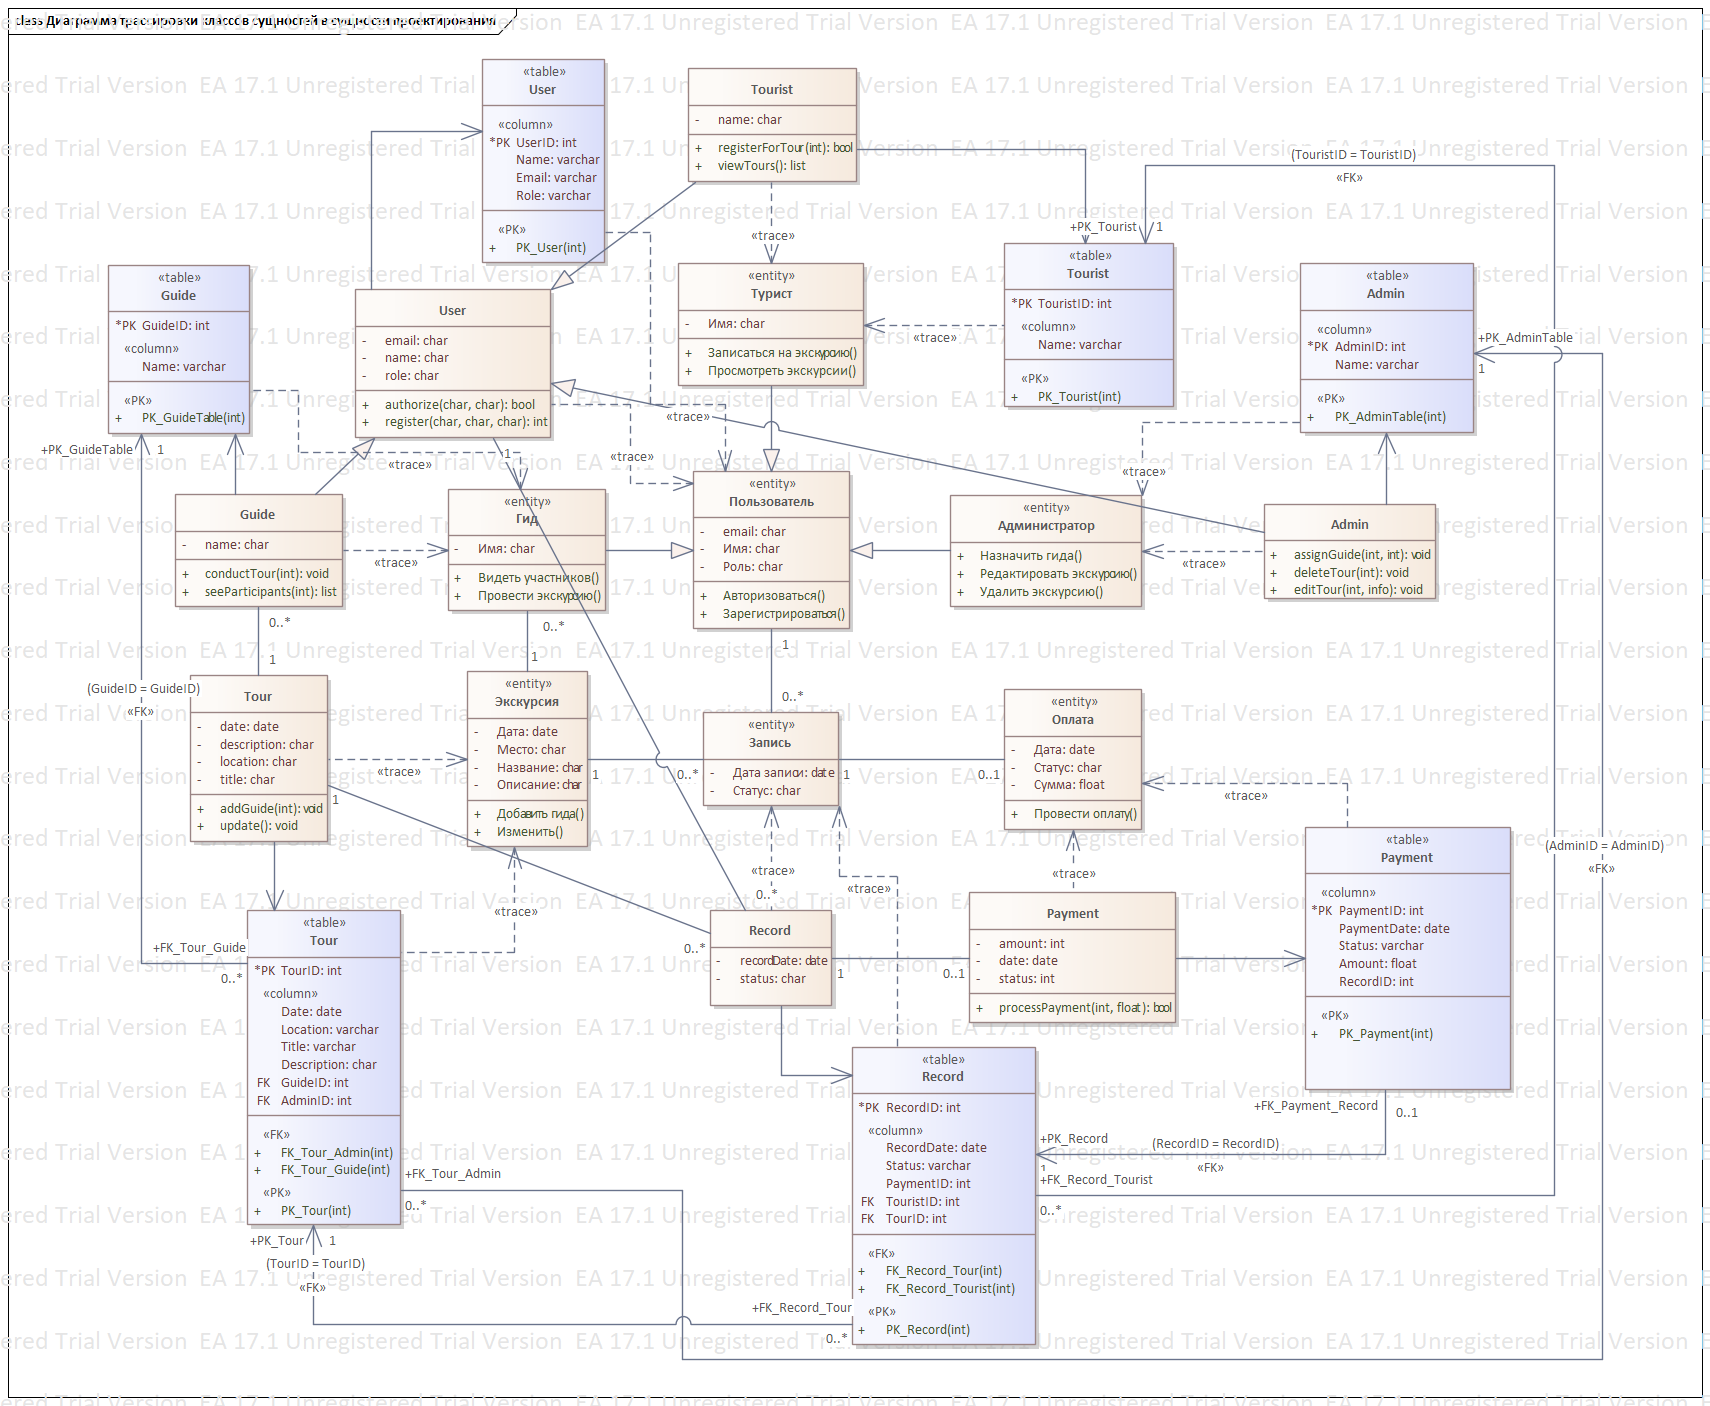 class Диаграмма трассировки классов сущностей в сущности проектирования
EA 17.1 Unregistered Trial Version
«table»
User
«column»
*PK UserID: int
Name: varchar
Email: varchar
Role: varchar
«PK»
+ PK_User(int)
Tourist
- name: char
+ registerForTour(int): bool
+ viewTours(): list
(TouristID = TouristID)
«FK»
+PK_Tourist
1
«trace»
«table»
Guide
*PK GuideID: int
«column»
Name: varchar
«PK»
+ PK_GuideTable(int)
User
- email: char
- name: char
- role: char
+ authorize(char, char): bool
+ register(char, char, char): int
«entity»
Турист
- Имя: char
+ Записаться на экскурсию()
+ Просмотреть экскурсии()
«trace»
«table»
Tourist
*PK TouristID: int
«column»
Name: varchar
«PK»
+ PK_Tourist(int)
«table»
Admin
«column»
*PK AdminID: int
Name: varchar
«PK»
+ PK_AdminTable(int)
+PK_AdminTable
1
+PK_GuideTable
1
«trace»
1
«trace»
«trace»
«trace»
Guide
- name: char
+ conductTour(int): void
+ seeParticipants(int): list
«trace»
«entity»
Гид
- Имя: char
+ Видеть участников()
+ Провести экскурсию()
«entity»
Пользователь
- email: char
- Имя: char
- Роль: char
+ Авторизоваться()
+ Зарегистрироваться()
«entity»
Администратор
+ Назначить гида()
+ Редактировать экскурсию()
+ Удалить экскурсию()
«trace»
Admin
+ assignGuide(int, int): void
+ deleteTour(int): void
+ editTour(int, info): void
0..*
1
0..*
1
1
0..*
(GuideID = GuideID)
«FK»
Tour
- date: date
- description: char
- location: char
- title: char
+ addGuide(int): void
+ update(): void
«trace»
1
«entity»
Экскурсия
- Дата: date
- Место: char
- Название: char
- Описание: char
+ Добавить гида()
+ Изменить()
1
0..*
«entity»
Запись
- Дата записи: date
- Статус: char
1
0..1
«entity»
Оплата
- Дата: date
- Статус: char
- Сумма: float
+ Провести оплату()
«trace»
«table»
Payment
«column»
*PK PaymentID: int
PaymentDate: date
Status: varchar
Amount: float
RecordID: int
«PK»
+ PK_Payment(int)
(AdminID = AdminID)
«FK»
«trace»
0..*
«trace»
«trace»
«trace»
Record
- recordDate: date
- status: char
0..*
1
0..1
Payment
- amount: int
- date: date
- status: int
+ processPayment(int, float): bool
+FK_Tour_Guide
0..*
«table»
Tour
*PK TourID: int
«column»
Date: date
Location: varchar
Title: varchar
Description: char
FK GuideID: int
FK AdminID: int
«FK»
+ FK_Tour_Admin(int)
+ FK_Tour_Guide(int)
«PK»
+ PK_Tour(int)
+FK_Tour_Admin
0..*
«table»
Record
*PK RecordID: int
«column»
RecordDate: date
Status: varchar
PaymentID: int
FK TouristID: int
FK TourID: int
«FK»
+ FK_Record_Tour(int)
+ FK_Record_Tourist(int)
«PK»
+ PK_Record(int)
+FK_Payment_Record
0..1
+PK_Record
(RecordID = RecordID)
1
«FK»
+FK_Record_Tourist
0..*
+PK_Tour
1
(TourID = TourID)
«FK»
+FK_Record_Tour
0..*